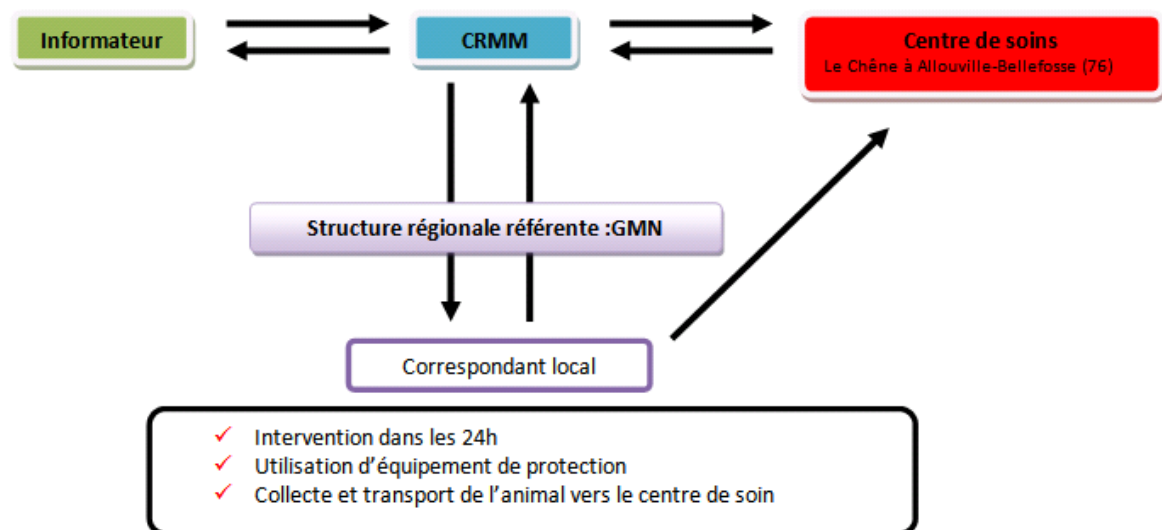 Informateur
CRMM
Centre de soins
Le Chêne à Allouville-Bellefosse (76)
Structure régionale référente :GMN
Correspondant local
Intervention dans les 24h
Utilisation d'équipement de protection
Collecte et transport de l'animal vers le centre de soin